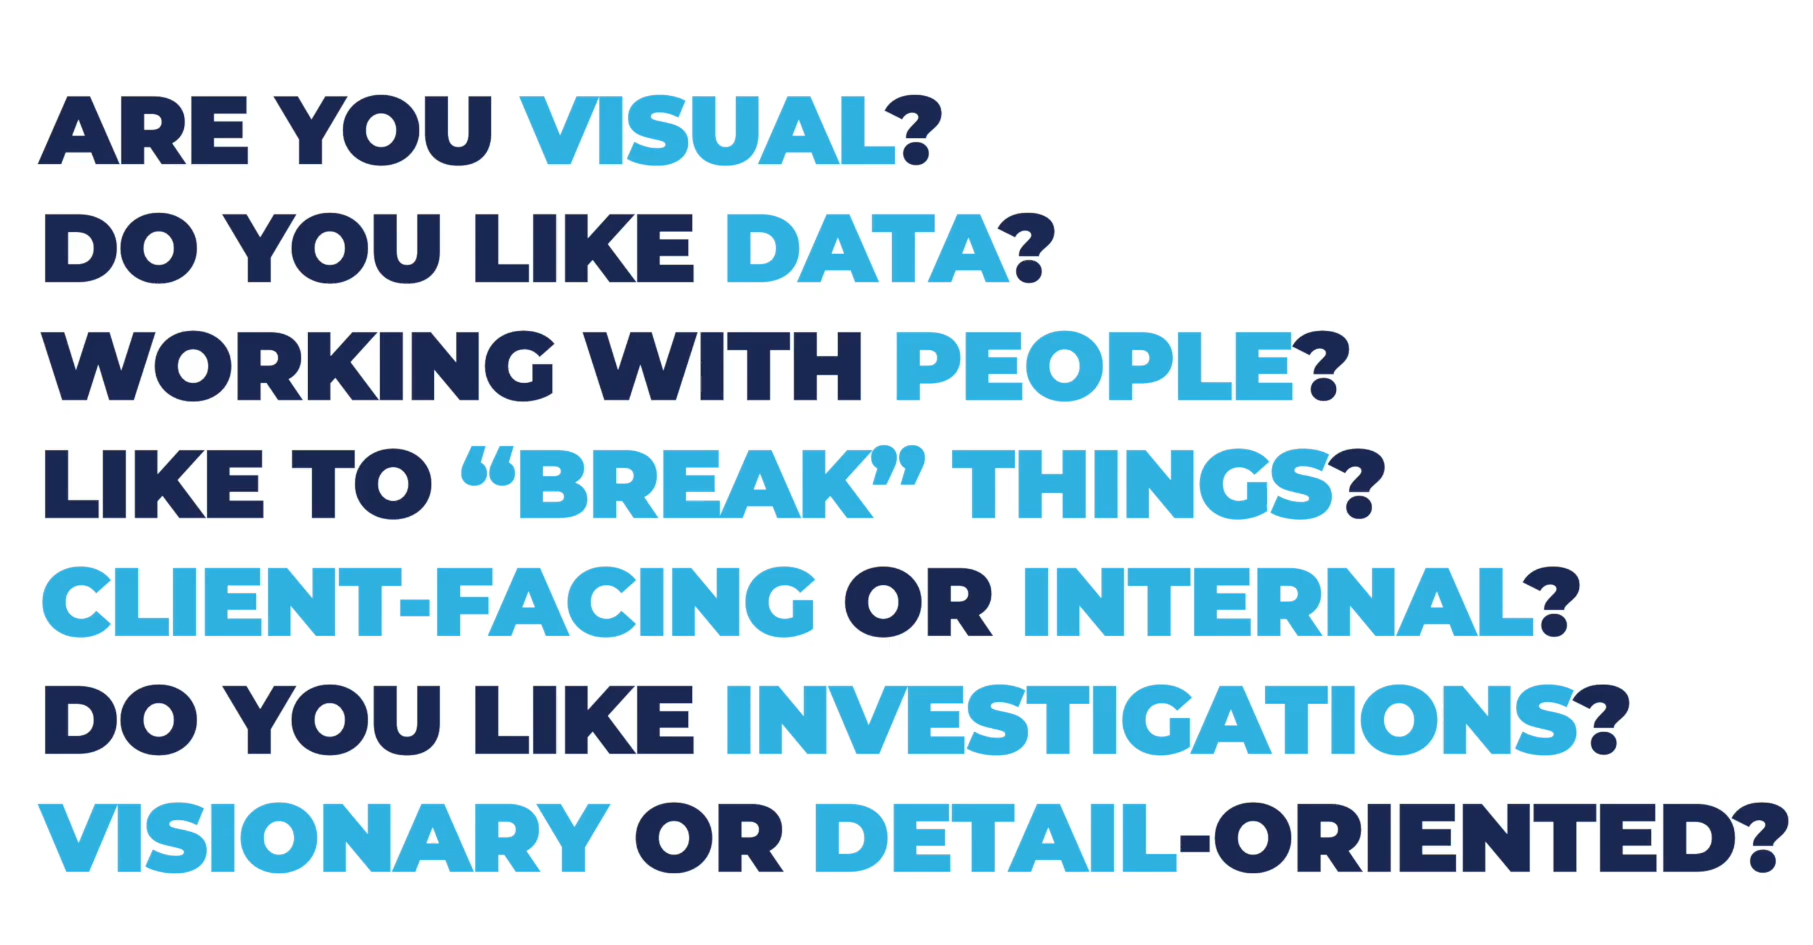 ARE YOU VISUAL?
DO YOU LIKE DATA?
WORKING WITH PEOPLE?
LIKE TO “BREAK” THINGS?
CLIENT-FACING OR INTERNAL?
DO YOU LIKE INVESTIGATIONS?
VISIONARY OR DETAIL-ORIENTED?